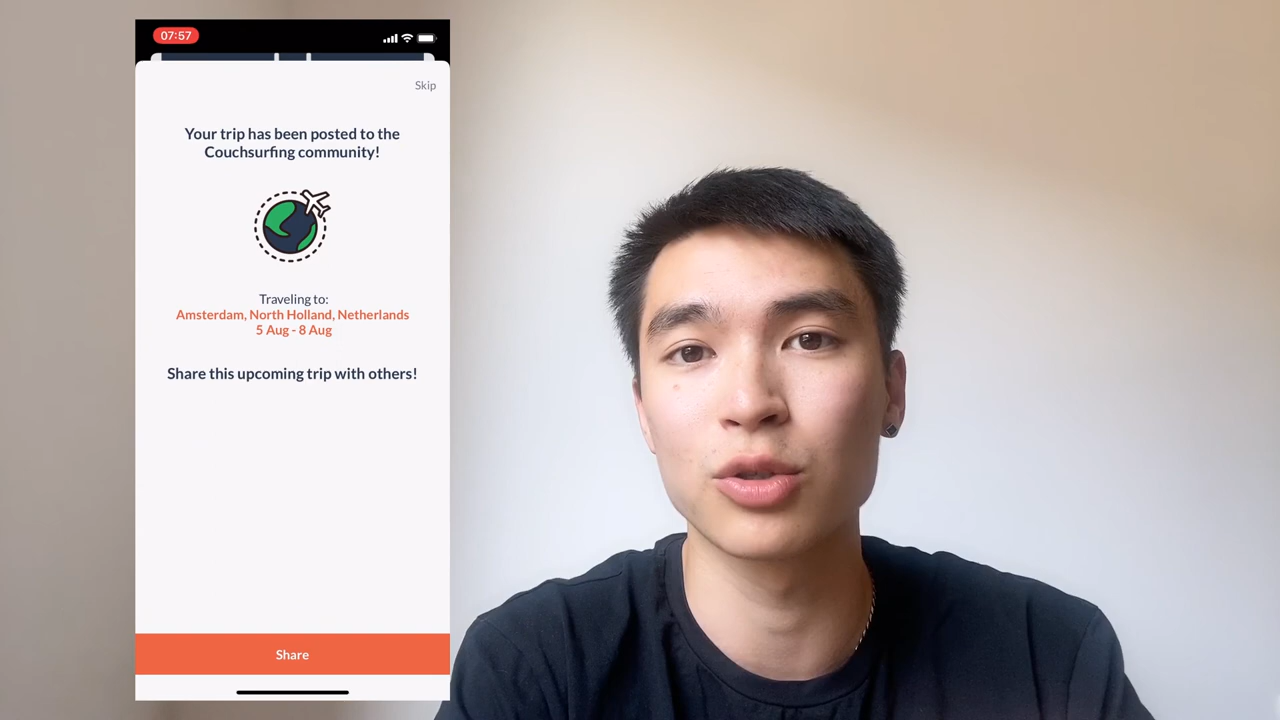 07:57
Skip
Your trip has been posted to the
Couchsurfing community!
Traveling to:
Amsterdam, North Holland, Netherlands
5 Aug - 8 Aug
Share this upcoming trip with others!
Share